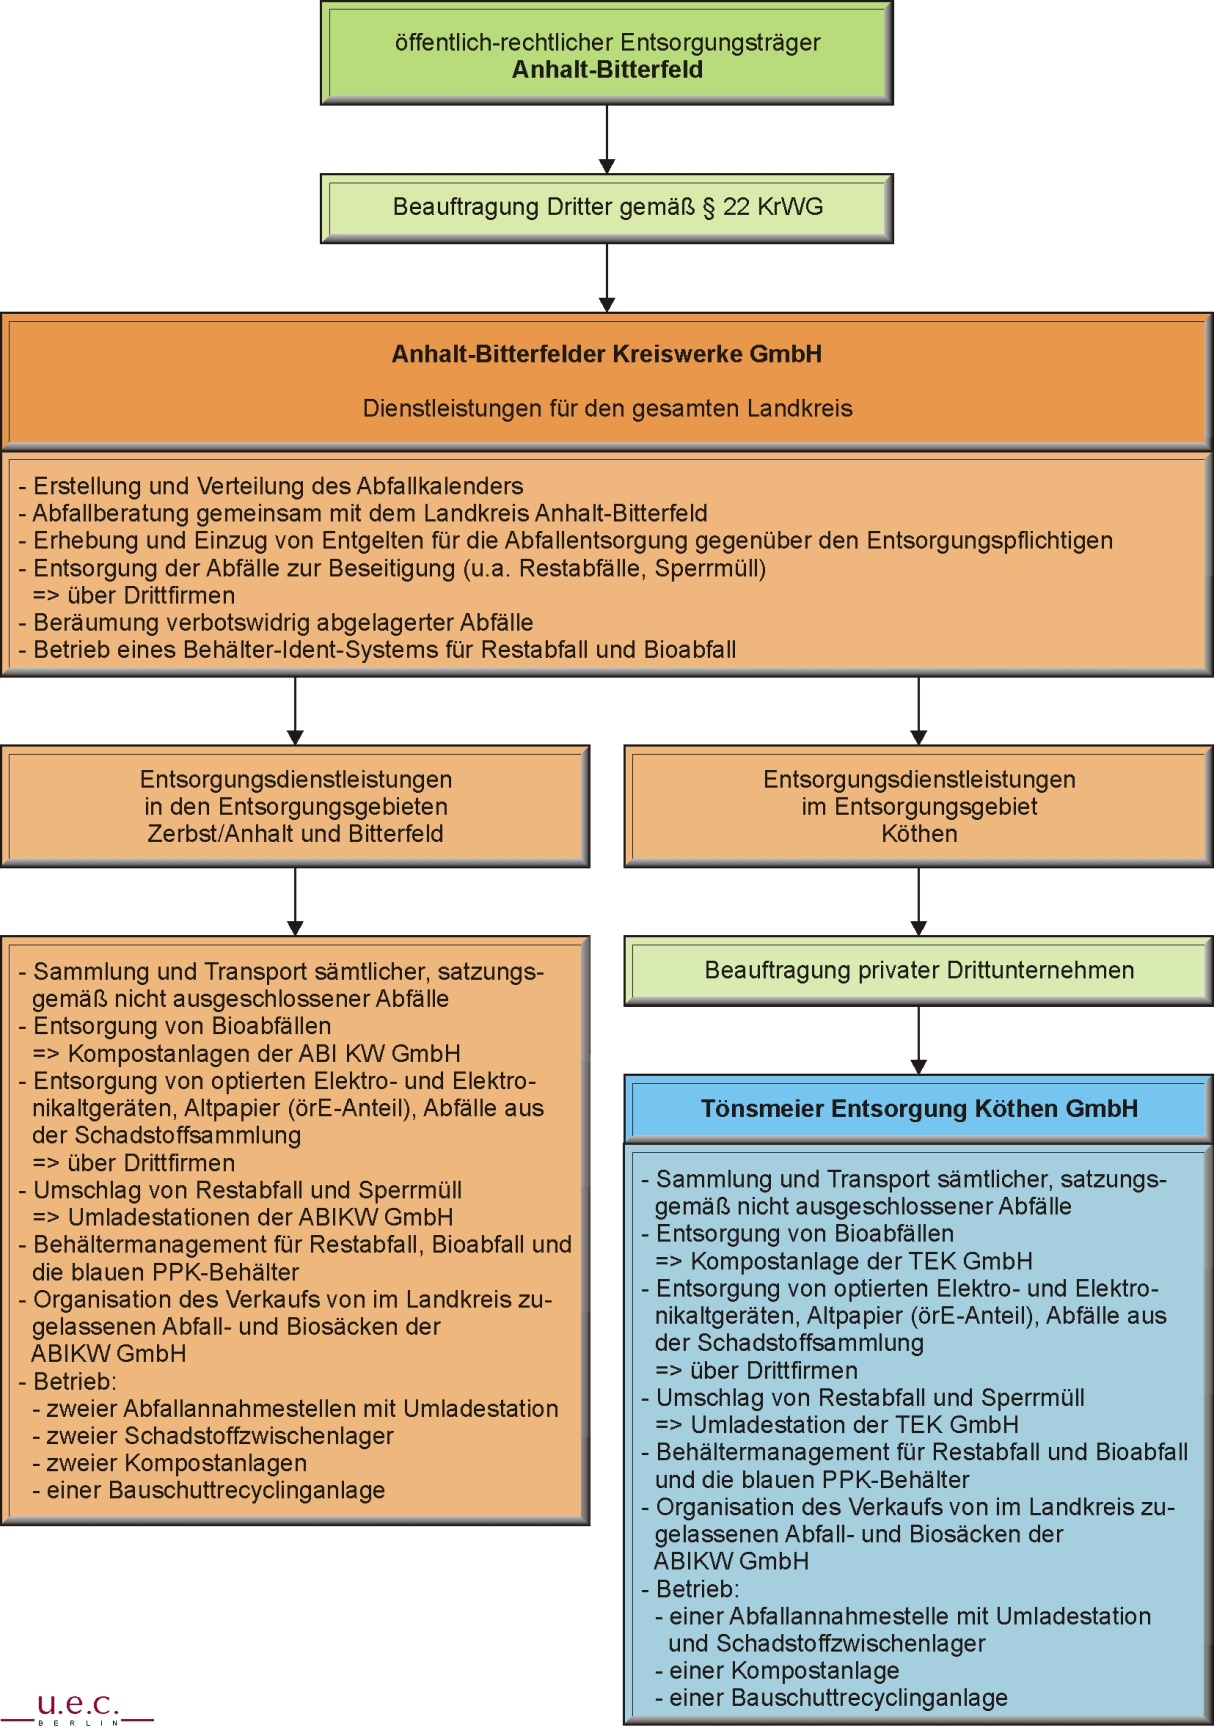 öffentlich-rechtlicher Entsorgungsträger
Anhalt-Bitterfeld
Beauftragung Dritter gemäß § 22 KrWG
Anhalt-Bitterfelder Kreiswerke GmbH
Dienstleistungen für den gesamten Landkreis
- Erstellung und Verteilung des Abfallkalenders
- Abfallberatung gemeinsam mit dem Landkreis Anhalt-Bitterfeld
- Erhebung und Einzug von Entgelten für die Abfallentsorgung gegenüber den Entsorgungspflichtigen
- Entsorgung der Abfälle zur Beseitigung (u.a. Restabfälle, Sperrmüll)
=> über Drittfirmen
- Beräumung verbotswidrig abgelagerter Abfälle
- Betrieb eines Behälter-Ident-Systems für Restabfall und Bioabfall
Entsorgungsdienstleistungen
in den Entsorgungsgebieten
Zerbst/Anhalt und Bitterfeld
- Sammlung und Transport sämtlicher, satzungs-
gemäß nicht ausgeschlossener Abfälle
- Entsorgung von Bioabfällen
=> Kompostanlagen der ABI KW GmbH
- Entsorgung von optierten Elektro- und Elektro-
nikaltgeräten, Altpapier (örE-Anteil), Abfälle aus
der Schadstoffsammlung
=> über Drittfirmen
- Umschlag von Restabfall und Sperrmüll
=> Umladestationen der ABIKW GmbH
- Behältermanagement für Restabfall, Bioabfall und
die blauen PPK-Behälter
- Organisation des Verkaufs von im Landkreis zu-
gelassenen Abfall- und Biosäcken der
ABIKW GmbH
- Betrieb:
- zweier Abfallannahmestellen mit Umladestation
- zweier Schadstoffzwischenlager
- zweier Kompostanlagen
- einer Bauschuttrecyclinganlage
Entsorgungsdienstleistungen
im Entsorgungsgebiet
Köthen
Beauftragung privater Drittunternehmen
Tönsmeier Entsorgung Köthen GmbH
- Sammlung und Transport sämtlicher, satzungs-
gemäß nicht ausgeschlossener Abfälle
- Entsorgung von Bioabfällen
=> Kompostanlage der TEK GmbH
- Entsorgung von optierten Elektro- und Elektro-
nikaltgeräten, Altpapier (örE-Anteil), Abfälle aus
der Schadstoffsammlung
=> über Drittfirmen
- Umschlag von Restabfall und Sperrmüll
=> Umladestation der TEK GmbH
- Behältermanagement für Restabfall und Bioabfall
und die blauen PPK-Behälter
- Organisation des Verkaufs von im Landkreis zu-
gelassenen Abfall- und Biosäcken der
ABIKW GmbH
- Betrieb:
- einer Abfallannahmestelle mit Umladestation
und Schadstoffzwischenlager
- einer Kompostanlage
- einer Bauschuttrecyclinganlage
u.e.c.
BERLIN